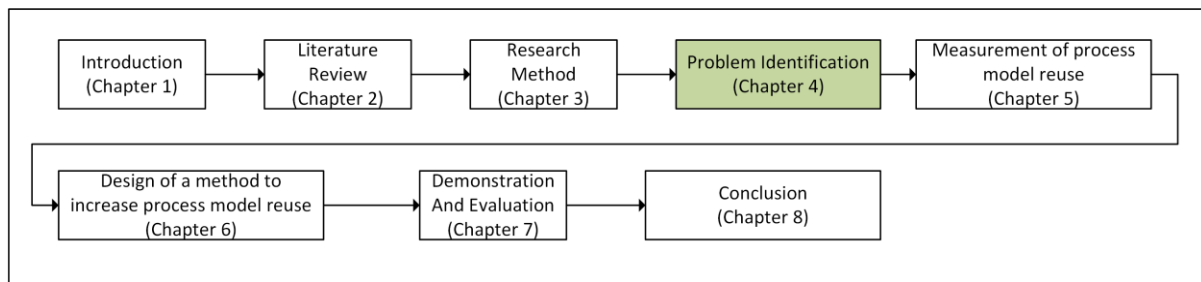 Introduction
(Chapter 1)
Literature
Review
(Chapter 2)
Research
Method
(Chapter 3)
Problem Identification
(Chapter 4)
Measurement of process
model reuse
(Chapter 5)
Design of a method to
increase process model reuse
(Chapter 6)
Demonstration
And Evaluation
(Chapter 7)
Conclusion
(Chapter 8)